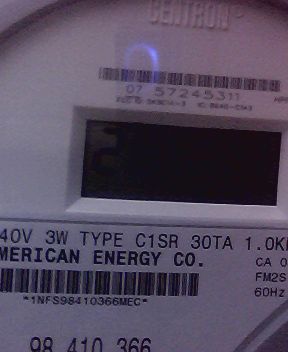 CENTRON®
07 57245311
40V 3W TYPE C1SR 30TA 1.0K
MERICAN ENERGY CO.
CA 0
FM2S
*1NFS98410366MEC*
60Hz
98 410 366